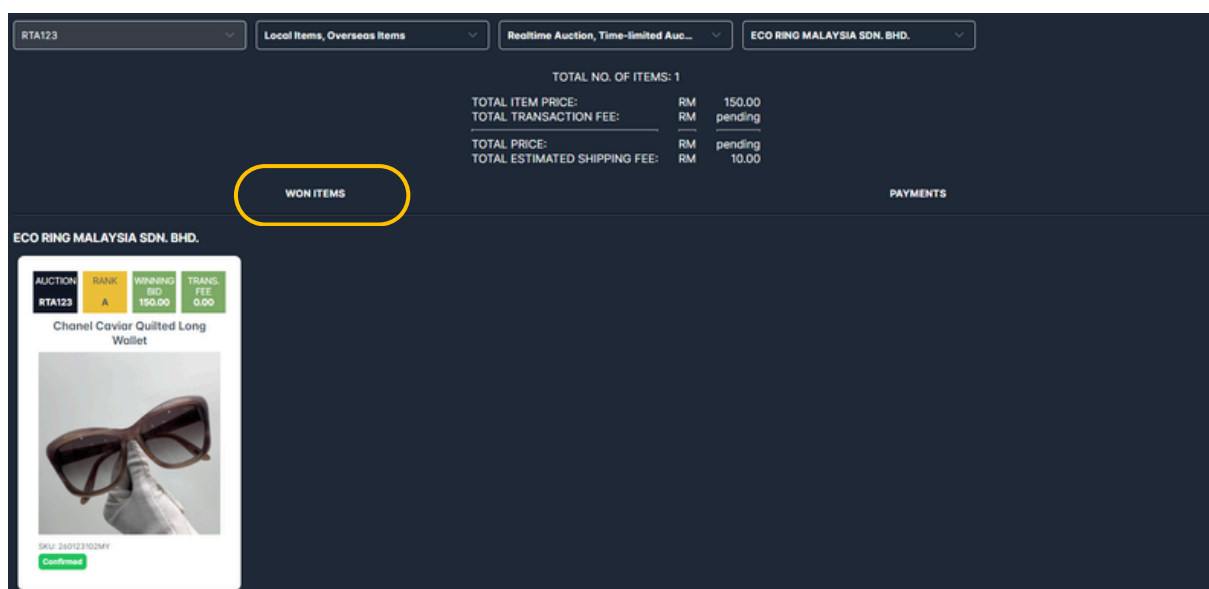 RTA123
Local Items, Overseas Items
Realtime Auction, Time-limited Auc...
ECO RING MALAYSIA SDN. BHD.
TOTAL NO. OF ITEMS: 1
TOTAL ITEM PRICE: RM 150.00
TOTAL TRANSACTION FEE: RM pending
TOTAL PRICE: RM pending
TOTAL ESTIMATED SHIPPING FEE: RM 10.00
WON ITEMS
PAYMENTS
ECO RING MALAYSIA SDN. BHD.
AUCTION
RTA123
RANK
A
WINNING
BID
150.00
TRANS.
FEE
0.00
Chanel Caviar Quilted Long
Wallet
SKU: 260123102MY
Confirmed